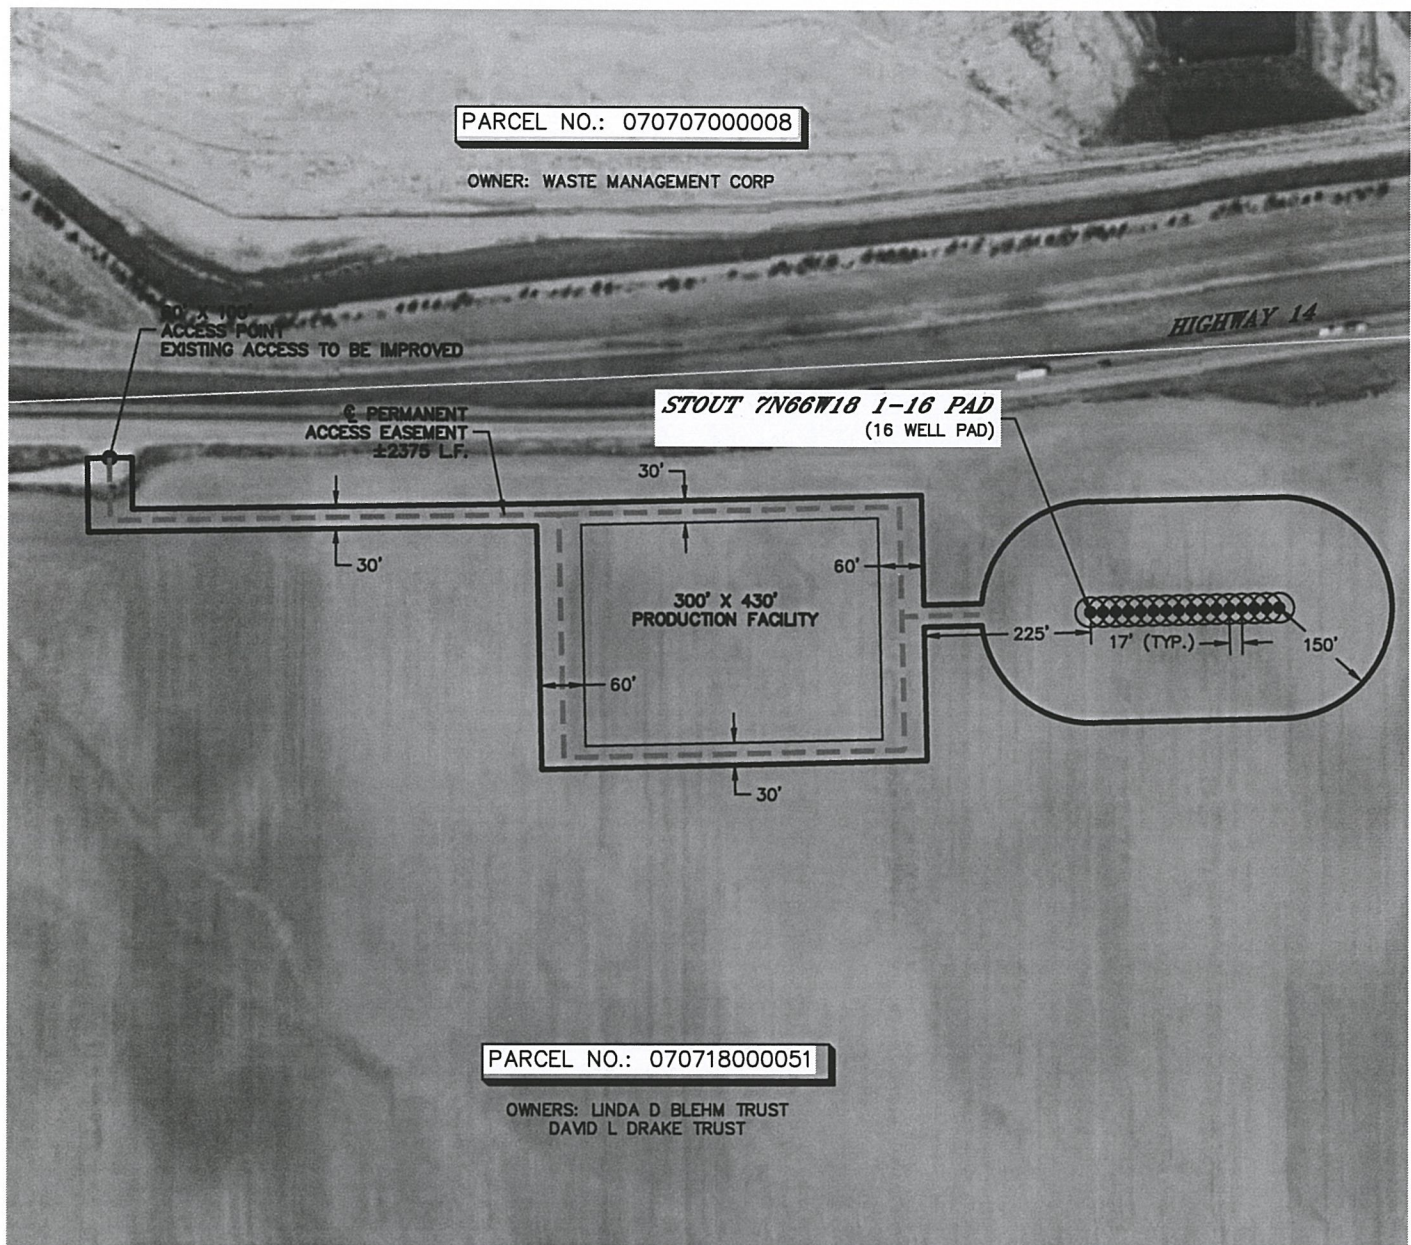 PARCEL NO.: 070707000008
OWNER: WASTE MANAGEMENT CORP
HIGHWAY 14
X
ACCESS POINT
EXISTING ACCESS TO BE IMPROVED
STOUT 7N66W18 1-16 PAD
(16 WELL PAD)
℄ PERMANENT
ACCESS EASEMENT
±2375 L.F.
30'
30'
60'
300' X 430'
PRODUCTION FACILITY
225'
17' (TYP.)
150'
60'
30'
PARCEL NO.: 070718000051
OWNERS: LINDA D BLEHM TRUST
DAVID L DRAKE TRUST